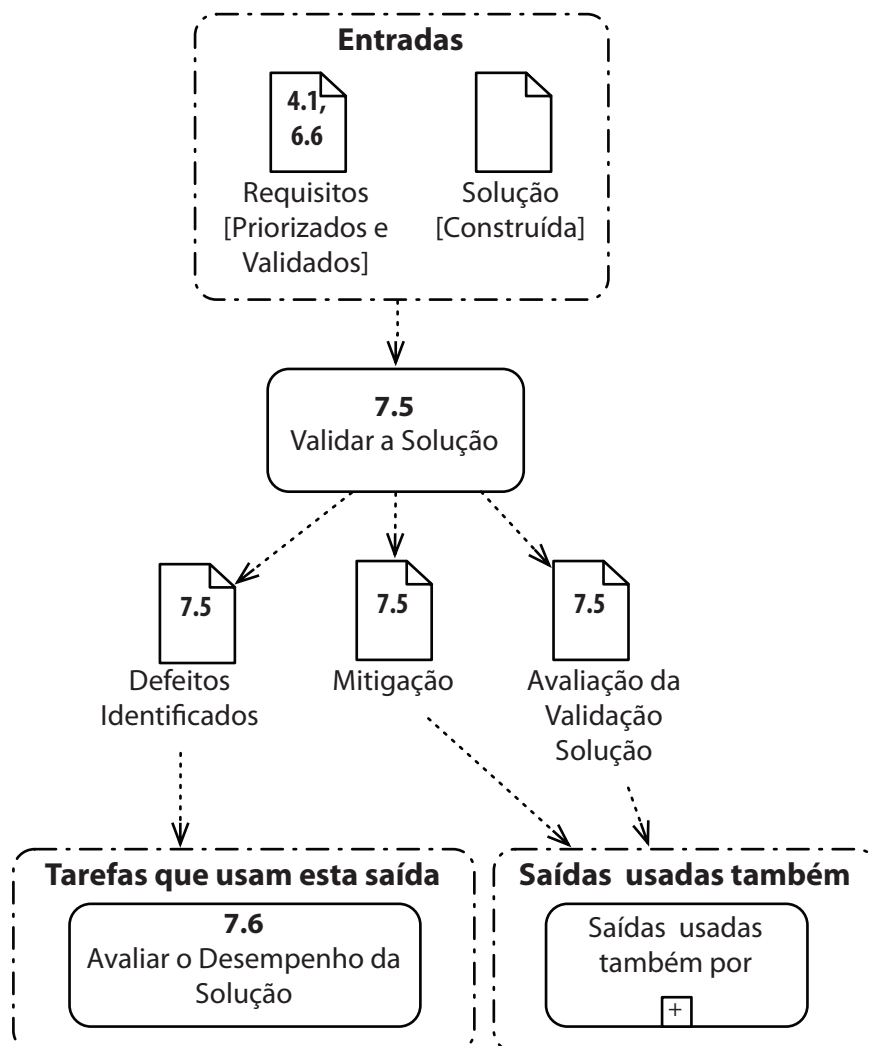 Entradas
4.1,
6.6
Requisitos
[Priorizados e
Validados]
Solução
[Construída]
7.5
Validar a Solução
7.5
Defeitos
Identificados
7.5
Mitigação
7.5
Avaliação da
Validação
Solução
Tarefas que usam esta saída
7.6
Avaliar o Desempenho da
Solução
Saídas usadas também
Saídas usadas
também por
+